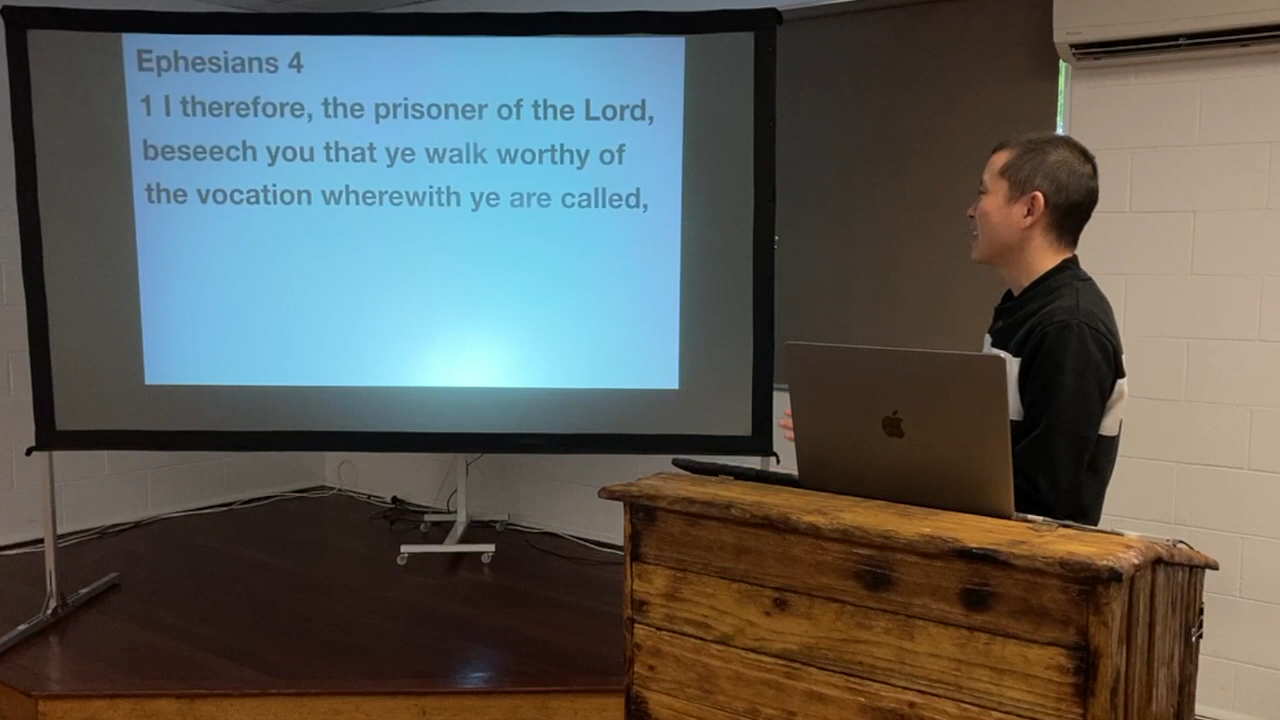 Ephesians 4
1 I therefore, the prisoner of the Lord,
beseech you that ye walk worthy of
the vocation wherewith ye are called,